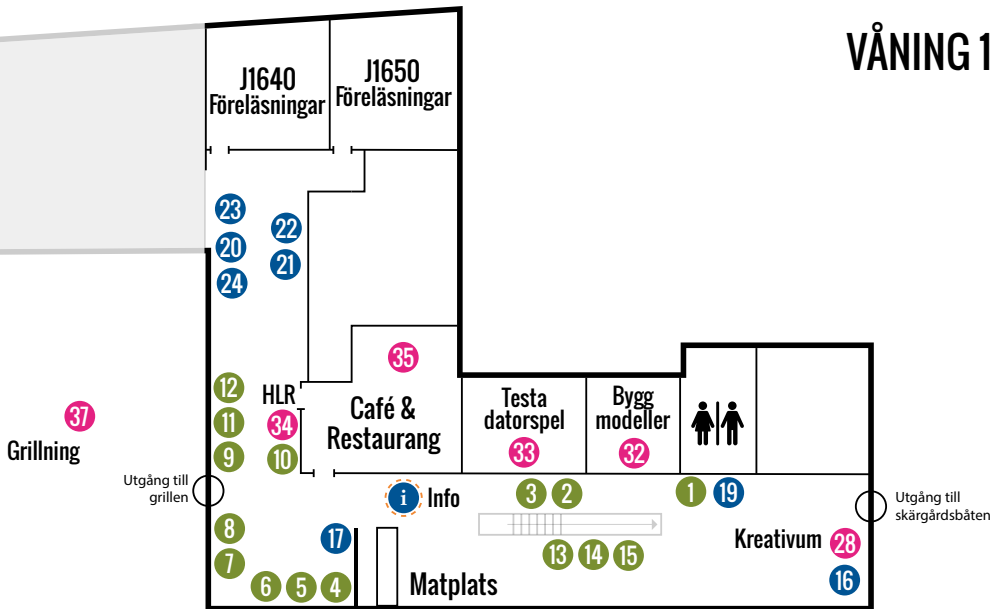 VÅNING 1
J1640
Föreläsningar
J1650
Föreläsningar
23
22
20
21
24
35
12
HLR
Café &
Restaurang
Testa
datorspel
Bygg
modeller
37
Grillning
11
34
33
32
9
10
Utgång till
grillen
i Info
3
2
1
19
Utgång till
skärgårdsbåten
8
17
7
13
14
15
Kreativum 28
16
6
5
4
Matplats